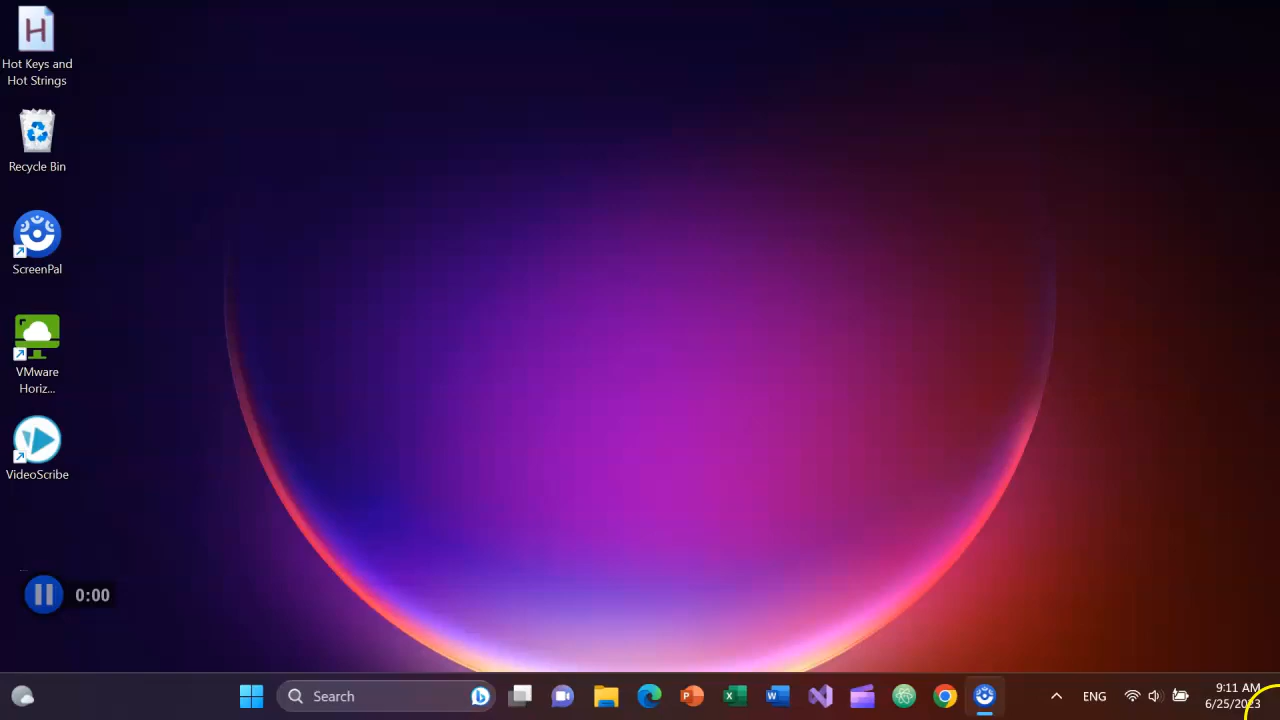 Hot Keys and
Hot Strings
Recycle Bin
ScreenPal
VMware
Horiz...
VideoScribe
0:00
Search
ENG
9:11 AM
6/25/2023